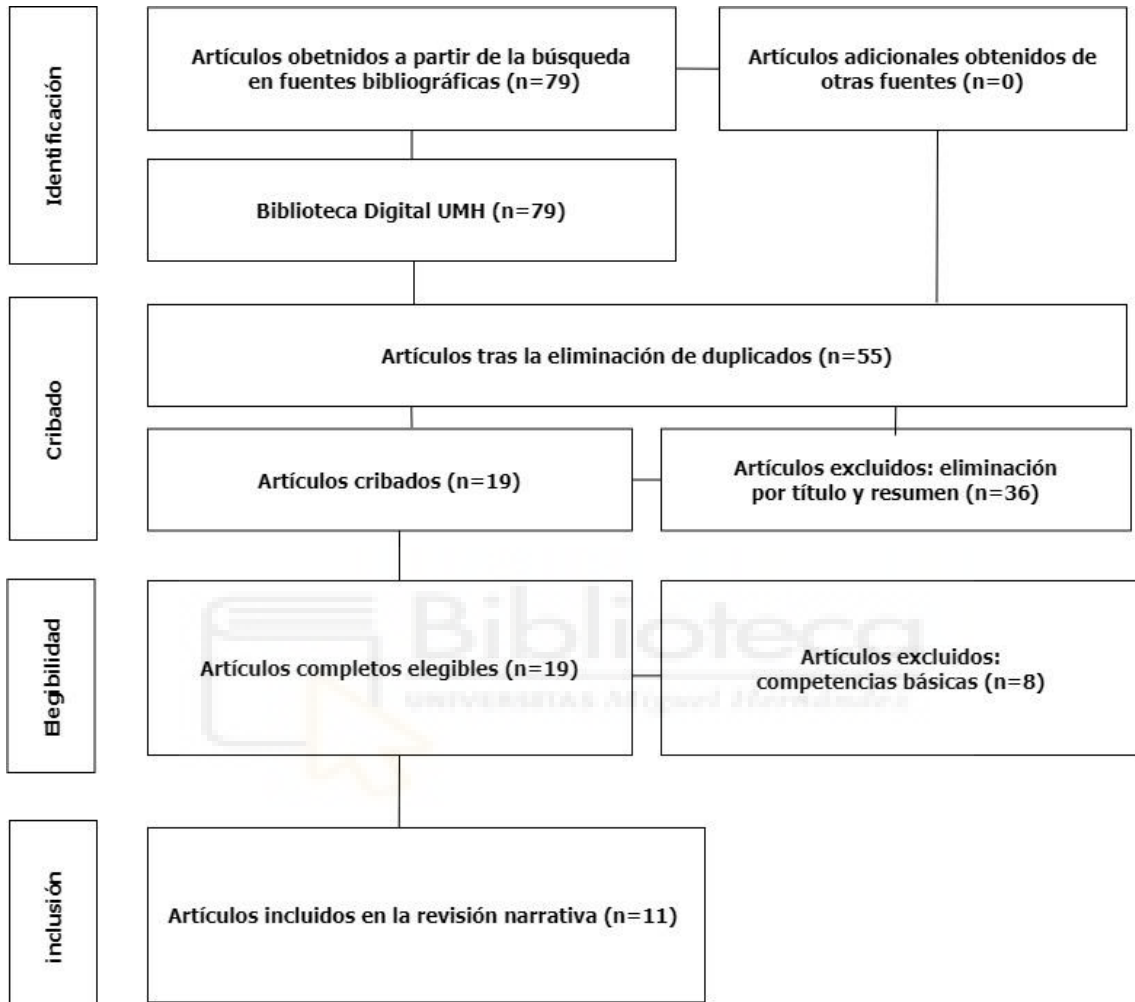 Identificación
Artículos obetnidos a partir de la búsqueda
en fuentes bibliográficas (n=79)
Artículos adicionales obtenidos de
otras fuentes (n=0)
Biblioteca Digital UMH (n=79)
Cribado
Artículos tras la eliminación de duplicados (n=55)
Artículos cribados (n=19)
Artículos excluidos: eliminación
por título y resumen (n=36)
Elegibilidad
Biblioteca
UNIVERSITAS Miguel Hernández
Artículos completos elegibles (n=19)
Artículos excluidos:
competencias básicas (n=8)
inclusión
Artículos incluidos en la revisión narrativa (n=11)